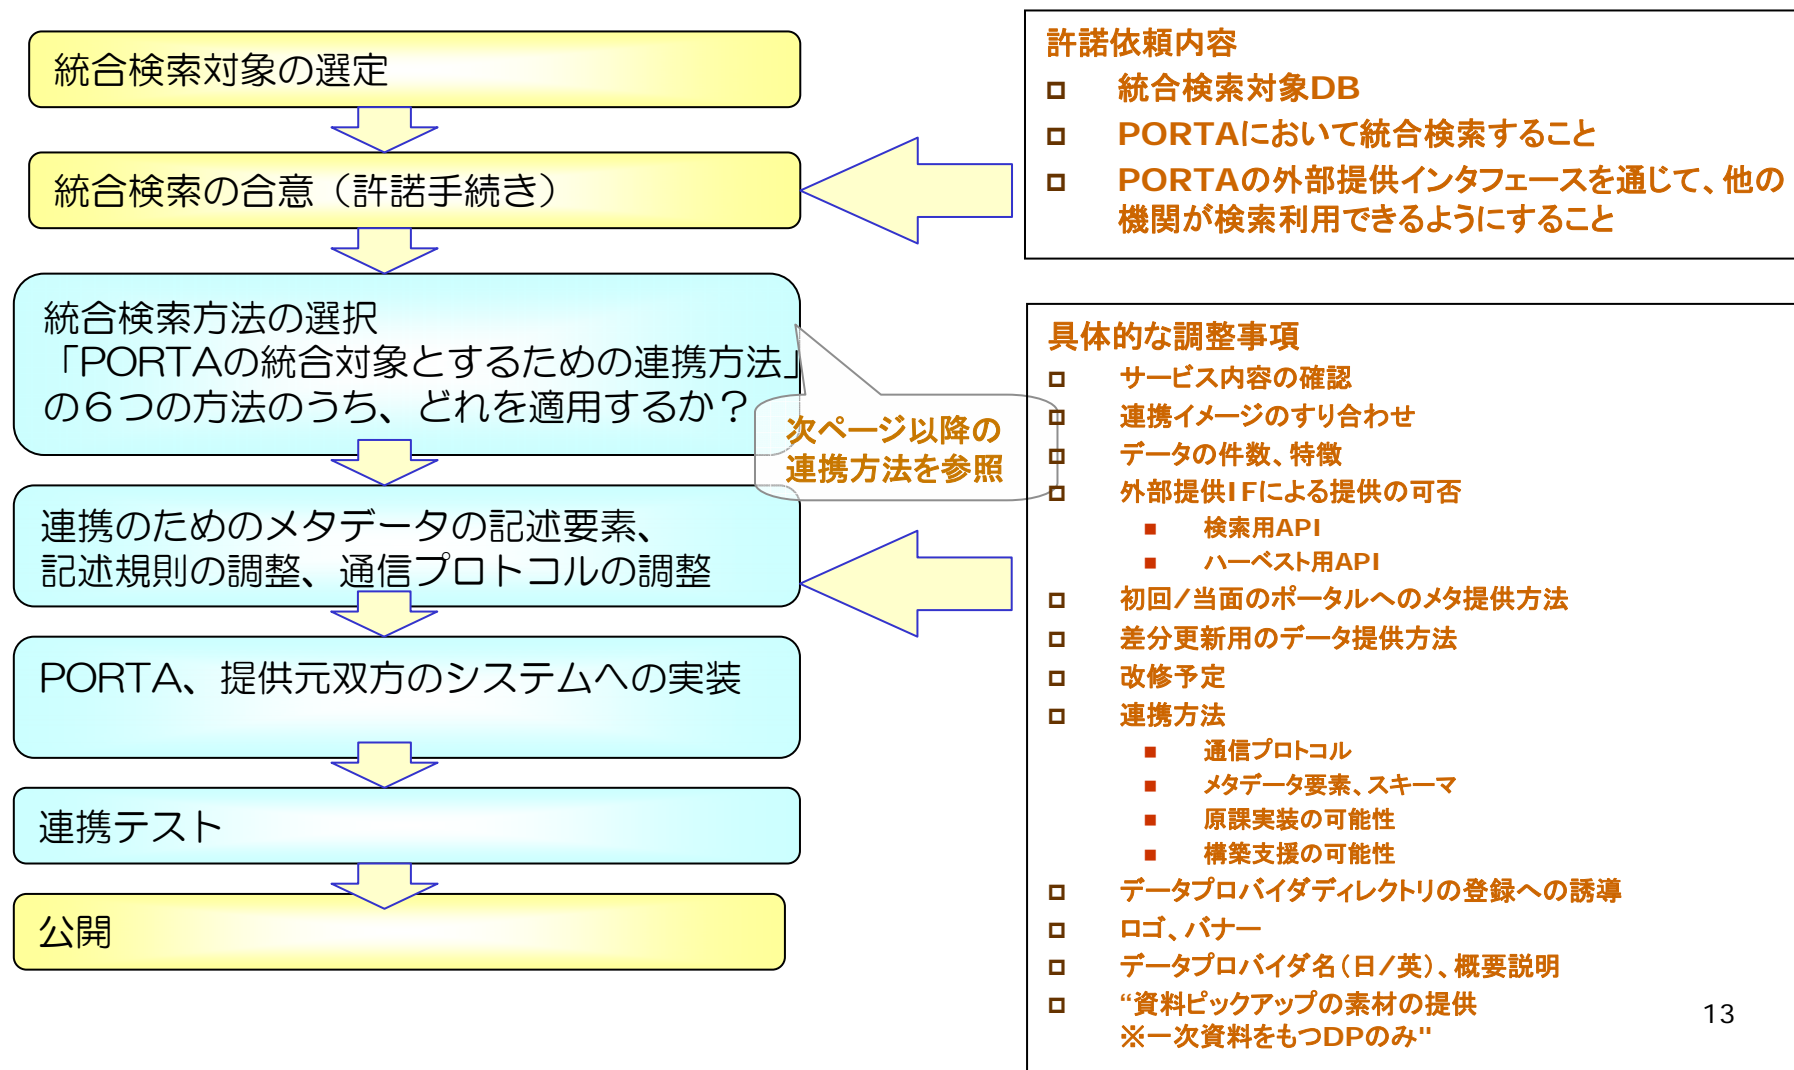 統合検索対象の選定
統合検索の合意（許諾手続き）
統合検索方法の選択
「PORTAの統合対象とするための連携方法」
の６つの方法のうち、どれを適用するか？
次ページ以降の
連携方法を参照
連携のためのメタデータの記述要素、
記述規則の調整、通信プロトコルの調整
PORTA、提供元双方のシステムへの実装
連携テスト
公開
許諾依頼内容
統合検索対象DB
PORTAにおいて統合検索すること
PORTAの外部提供インタフェースを通じて、他の
機関が検索利用できるようにすること
具体的な調整事項
サービス内容の確認
連携イメージのすり合わせ
データの件数、特徴
外部提供IFによる提供の可否
検索用API
ハーベスト用API
初回/当面のポータルへのメタ提供方法
差分更新用のデータ提供方法
改修予定
連携方法
通信プロトコル
メタデータ要素、スキーマ
原課実装の可能性
構築支援の可能性
データプロバイダディレクトリの登録への誘導
ロゴ、バナー
データプロバイダ名（日/英）、概要説明
“資料ピックアップの素材の提供
※一次資料をもつDPのみ"
13